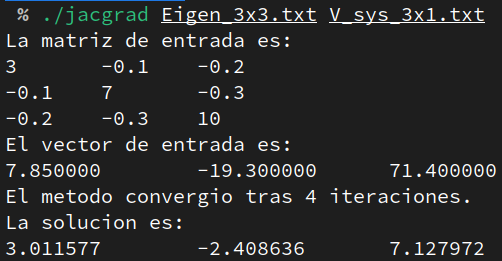 % ./jacgrad Eigen_3x3.txt V_sys_3x1.txt
La matriz de entrada es:
3 -0.1 -0.2
-0.1 7 -0.3
-0.2 -0.3 10
El vector de entrada es:
7.850000 -19.300000 71.400000
El metodo convergio tras 4 iteraciones.
La solucion es:
3.011577 -2.408636 7.127972